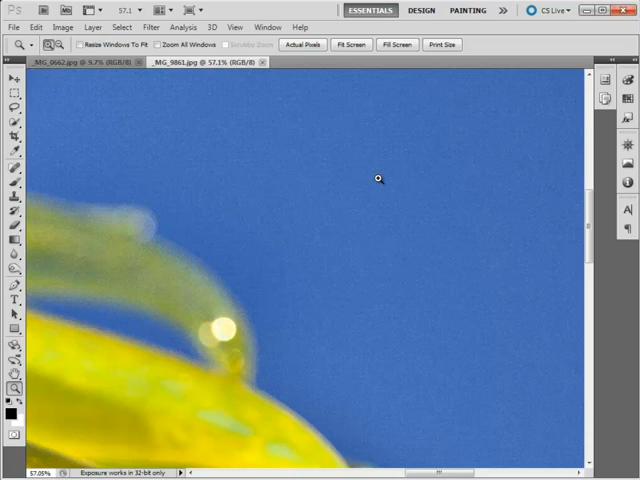 Ps Br Mb 57.1 ESSENTIALS DESIGN PAINTING CS Live
File Edit Image Layer Select Filter Analysis 3D View Window Help
Resize Windows To Fit Zoom All Windows Scrubby Zoom Actual Pixels Fit Screen Fill Screen Print Size
_MG_0662.jpg @ 9.7% (RGB/8) _MG_9861.jpg @ 57.1% (RGB/8)
57.05% Exposure works in 32-bit only